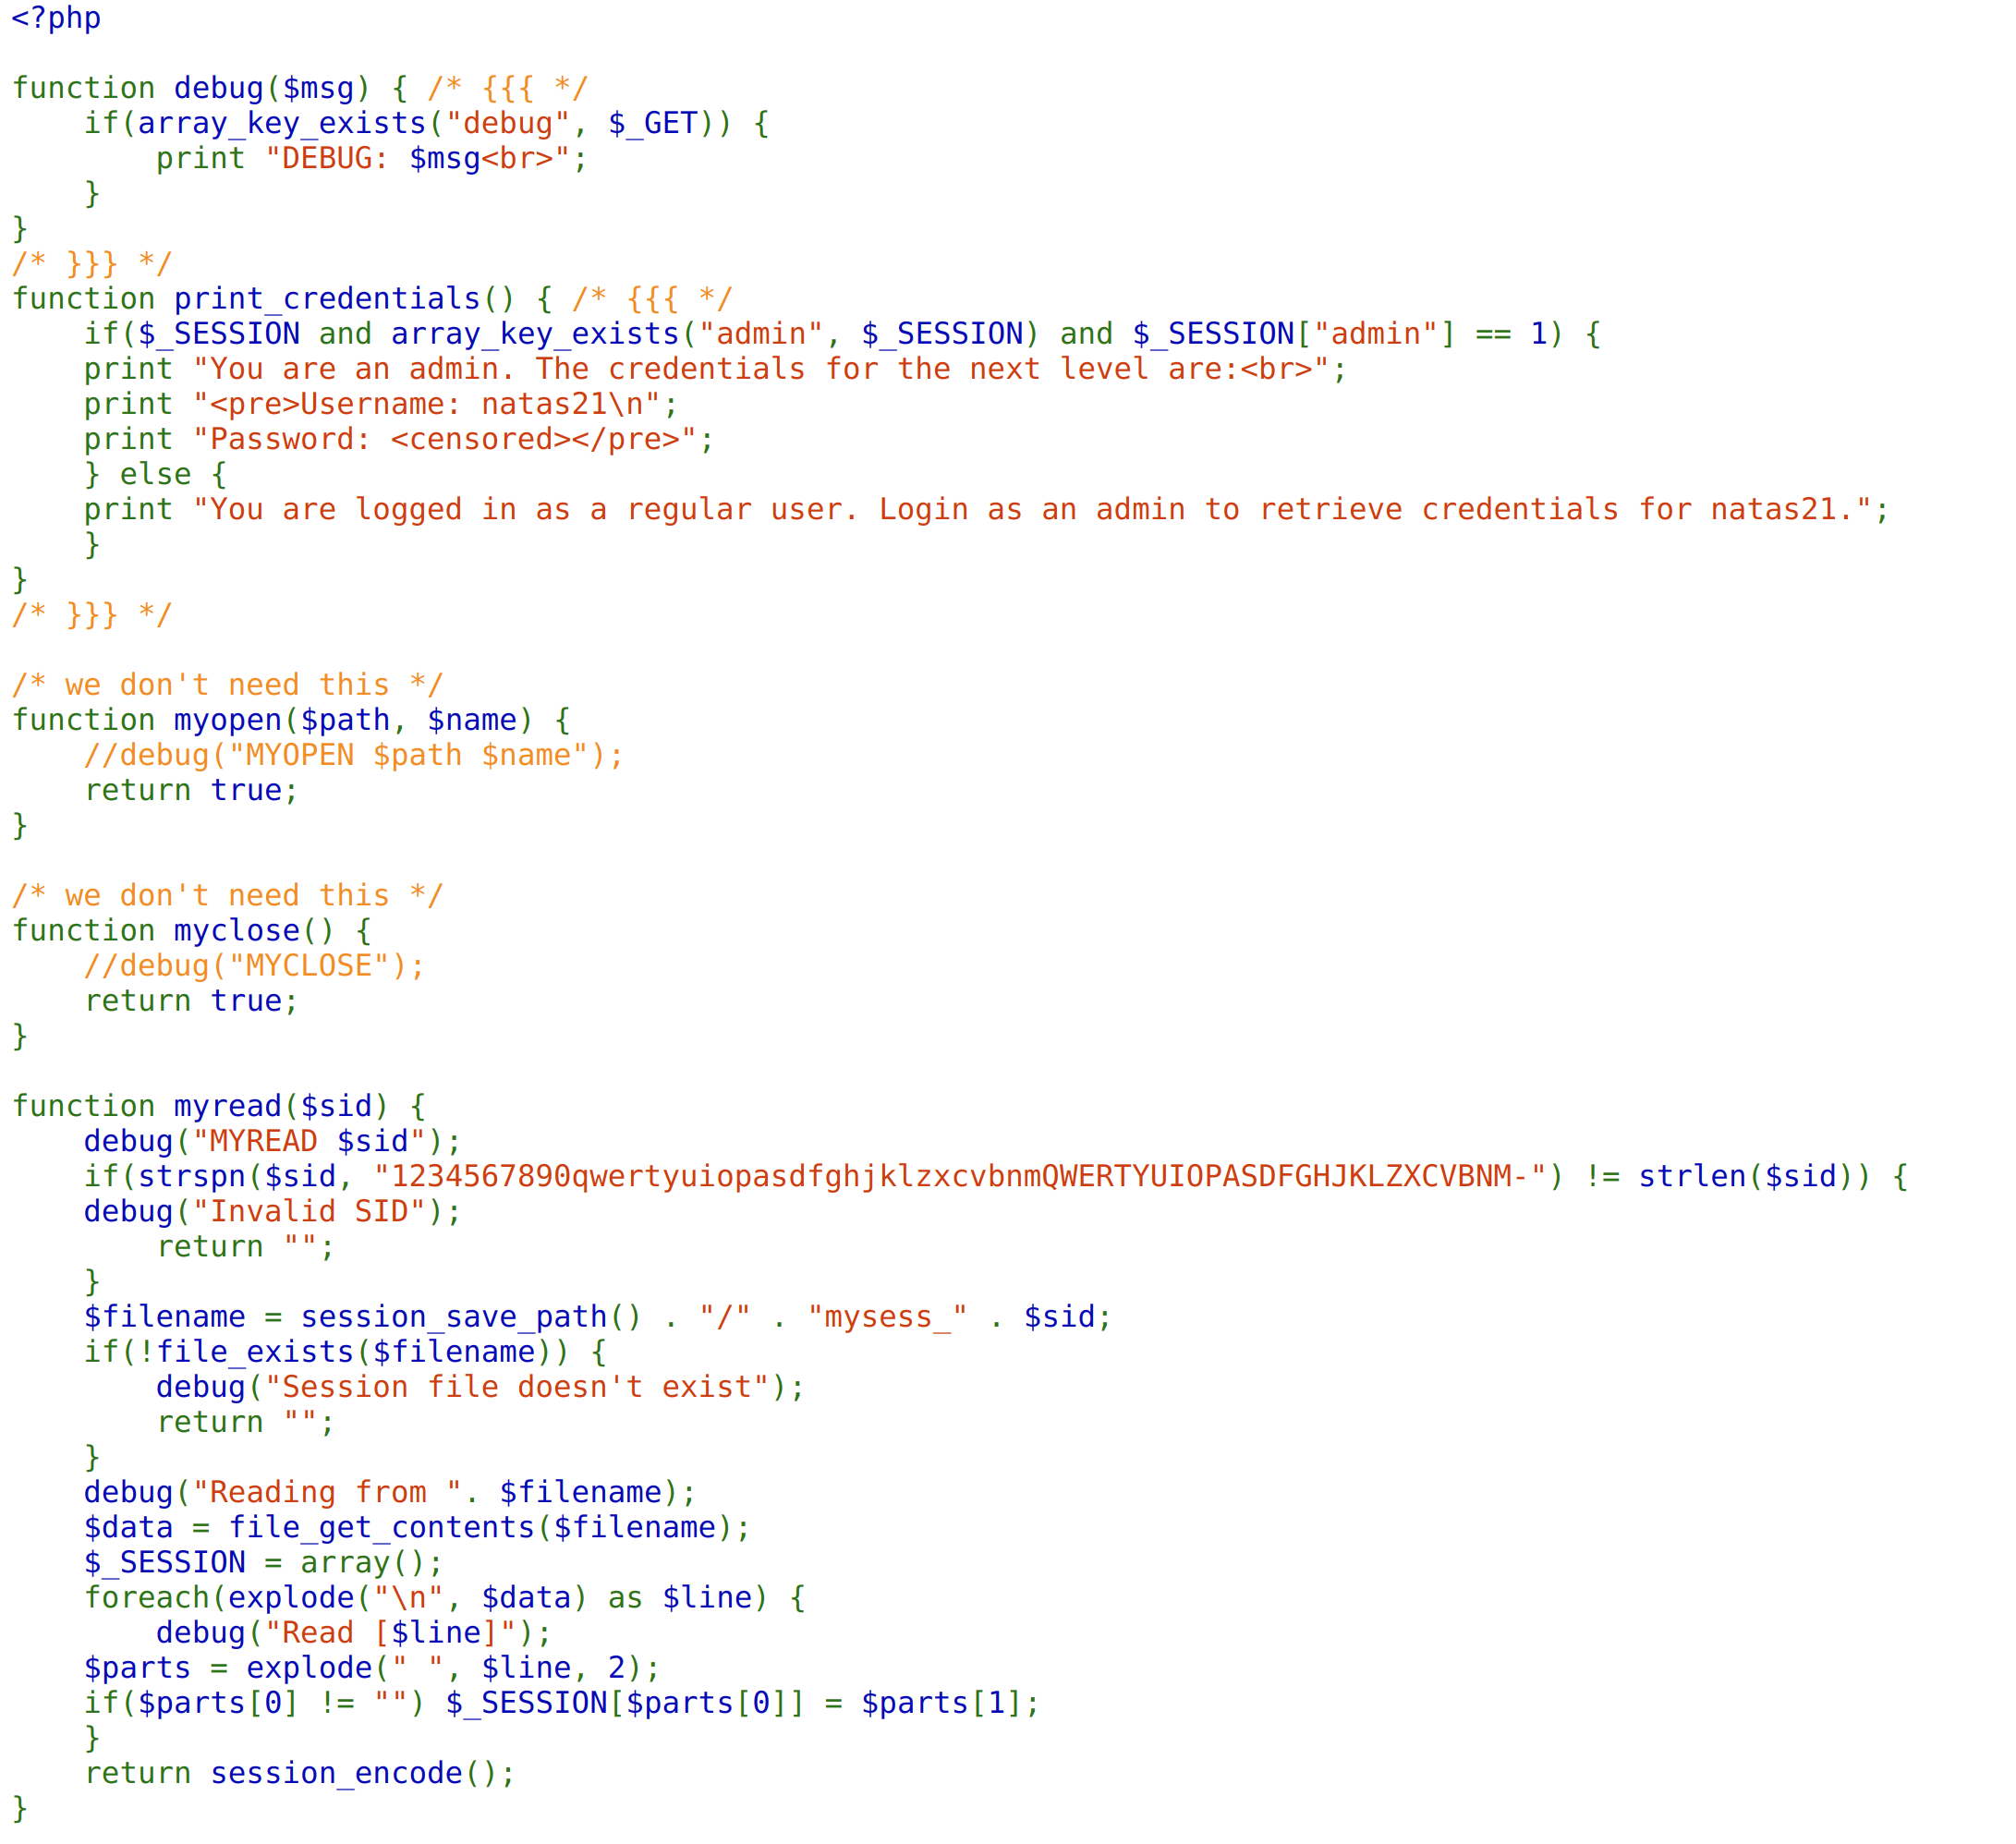 <?php

function debug($msg) { /* {{{ */
    if(array_key_exists("debug", $_GET)) {
        print "DEBUG: $msg<br>";
    }
}
/* }}} */
function print_credentials() { /* {{{ */
    if($_SESSION and array_key_exists("admin", $_SESSION) and $_SESSION["admin"] == 1) {
    print "You are an admin. The credentials for the next level are:<br>";
    print "<pre>Username: natas21\n";
    print "Password: <censored></pre>";
    } else {
    print "You are logged in as a regular user. Login as an admin to retrieve credentials for natas21.";
    }
}
/* }}} */

/* we don't need this */
function myopen($path, $name) {
    //debug("MYOPEN $path $name");
    return true;
}

/* we don't need this */
function myclose() {
    //debug("MYCLOSE");
    return true;
}

function myread($sid) {
    debug("MYREAD $sid");
    if(strspn($sid, "1234567890qwertyuiopasdfghjklzxcvbnmQWERTYUIOPASDFGHJKLZXCVBNM-") != strlen($sid)) {
    debug("Invalid SID");
        return "";
    }
    $filename = session_save_path() . "/" . "mysess_" . $sid;
    if(!file_exists($filename)) {
        debug("Session file doesn't exist");
        return "";
    }
    debug("Reading from ". $filename);
    $data = file_get_contents($filename);
    $_SESSION = array();
    foreach(explode("\n", $data) as $line) {
        debug("Read [$line]");
    $parts = explode(" ", $line, 2);
    if($parts[0] != "") $_SESSION[$parts[0]] = $parts[1];
    }
    return session_encode();
}